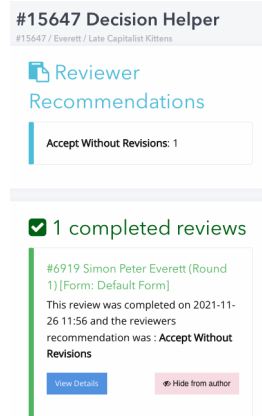 #15647 Decision Helper
#15647 / Everett / Late Capitalist Kittens
Reviewer
Recommendations
Accept Without Revisions: 1
1 completed reviews
#6919 Simon Peter Everett (Round
1) [Form: Default Form]
This review was completed on 2021-11-
26 11:56 and the reviewers
recommendation was : Accept Without
Revisions
View Details
Hide from author